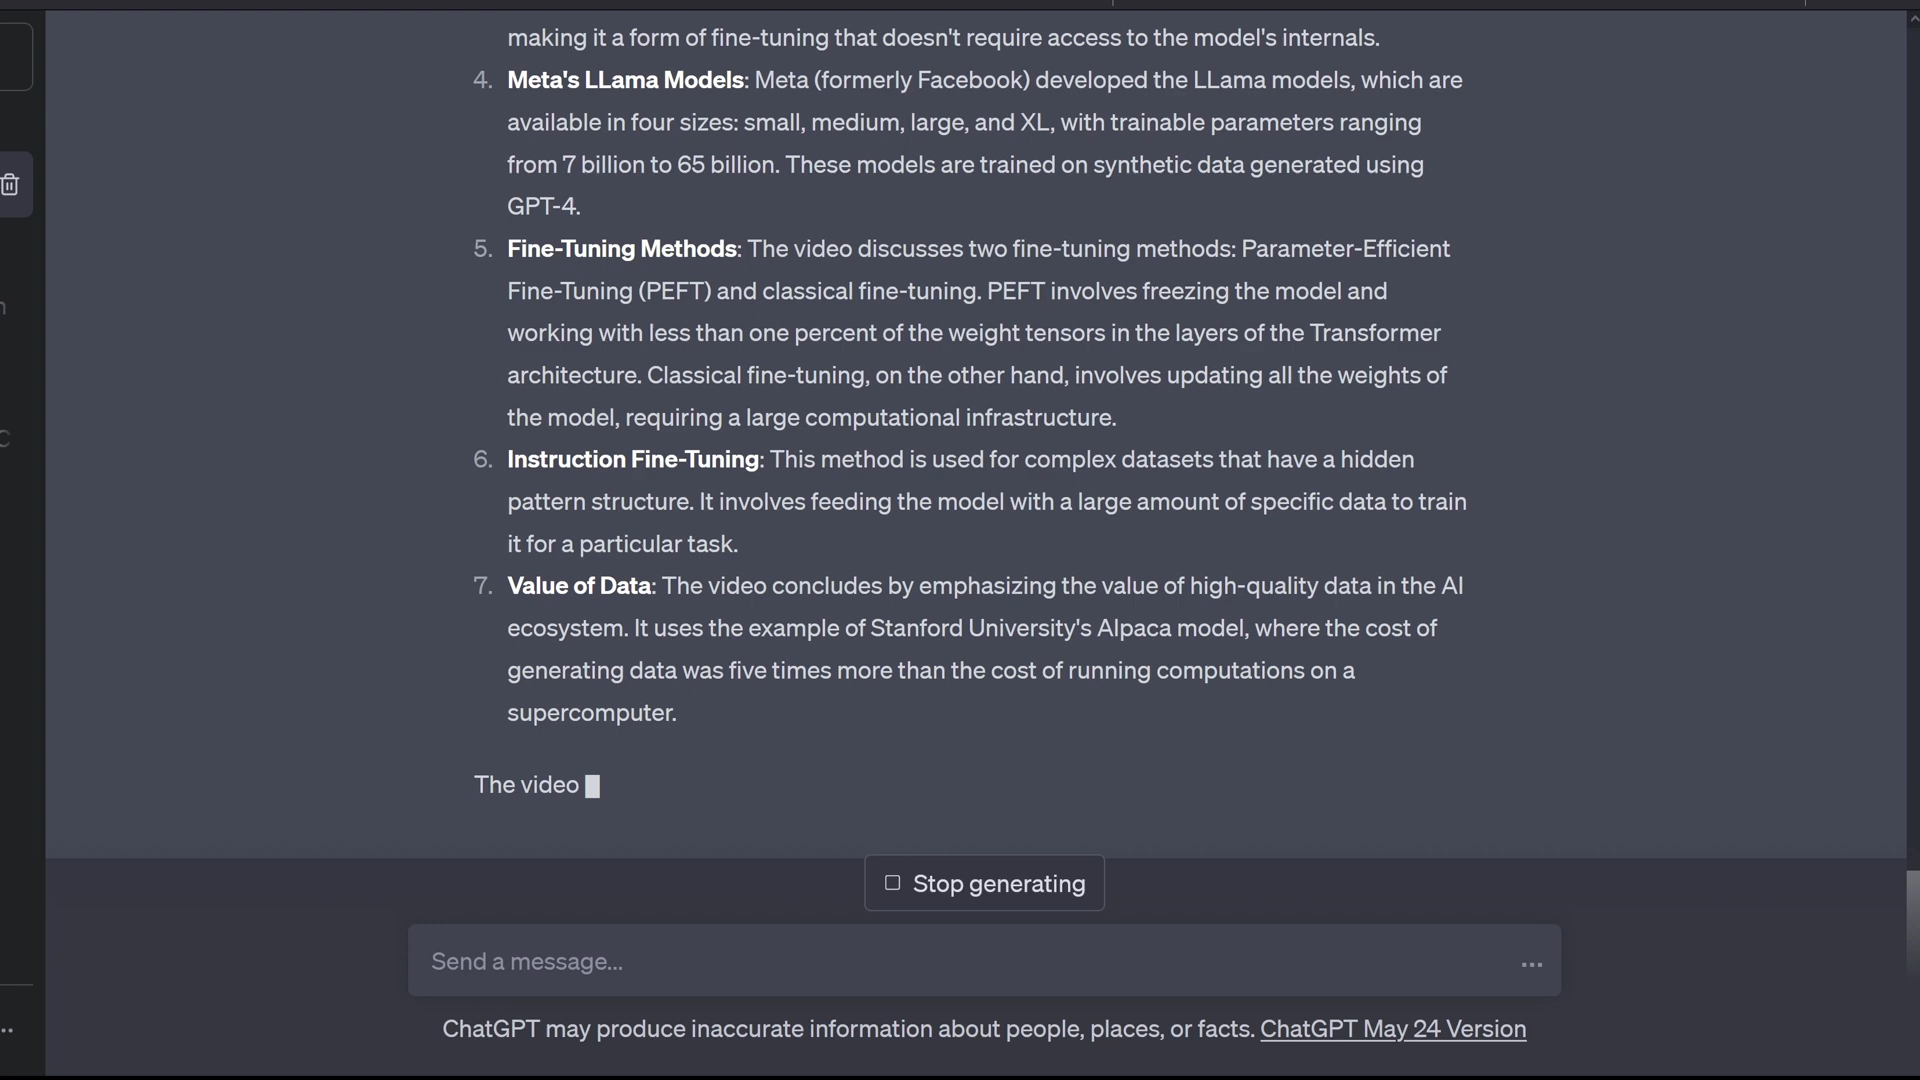 making it a form of fine-tuning that doesn't require access to the model's internals.
4. Meta's LLama Models: Meta (formerly Facebook) developed the LLama models, which are
available in four sizes: small, medium, large, and XL, with trainable parameters ranging
from 7 billion to 65 billion. These models are trained on synthetic data generated using
GPT-4.
5. Fine-Tuning Methods: The video discusses two fine-tuning methods: Parameter-Efficient
Fine-Tuning (PEFT) and classical fine-tuning. PEFT involves freezing the model and
working with less than one percent of the weight tensors in the layers of the Transformer
architecture. Classical fine-tuning, on the other hand, involves updating all the weights of
the model, requiring a large computational infrastructure.
6. Instruction Fine-Tuning: This method is used for complex datasets that have a hidden
pattern structure. It involves feeding the model with a large amount of specific data to train
it for a particular task.
7. Value of Data: The video concludes by emphasizing the value of high-quality data in the AI
ecosystem. It uses the example of Stanford University's Alpaca model, where the cost of
generating data was five times more than the cost of running computations on a
supercomputer.
The video
Stop generating
Send a message...
ChatGPT may produce inaccurate information about people, places, or facts. ChatGPT May 24 Version